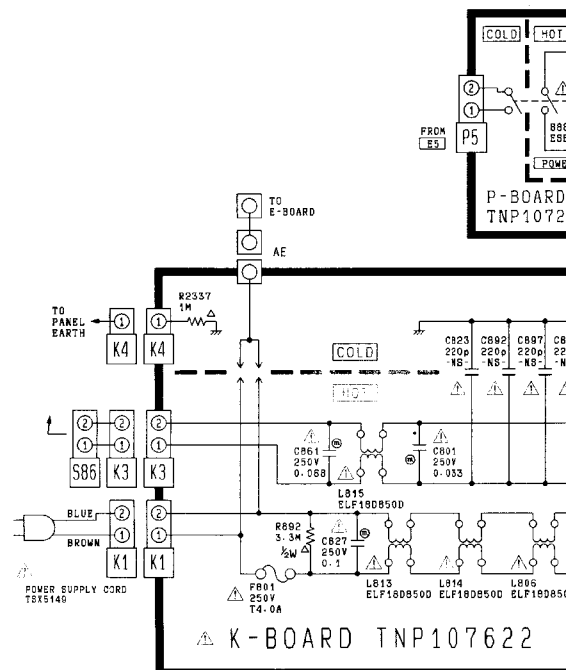 COLD
HOT
2
1
FROM
E5
P5
POWE
P-BOARD
TNP1072
TO
E-BOARD
AE
R2337
1M
TO
PANEL
EARTH
1
1
K4
K4
COLD
HOT
C823
220p
-NS-
C892
220p
-NS-
C897
220p
-NS-
2
1
2
1
2
1
S86
K3
K3
C861
250V
0.068
L815
ELF18D850D
C801
250V
0.033
BLUE
BROWN
2
1
2
1
K1
K1
R892
3.3M
½W
C827
250V
0.1
F801
250V
T4.0A
L813
ELF18D850D
L814
ELF18D850D
L806
ELF18D850
POWER SUPPLY CORD
TSX5149
K-BOARD TNP107622